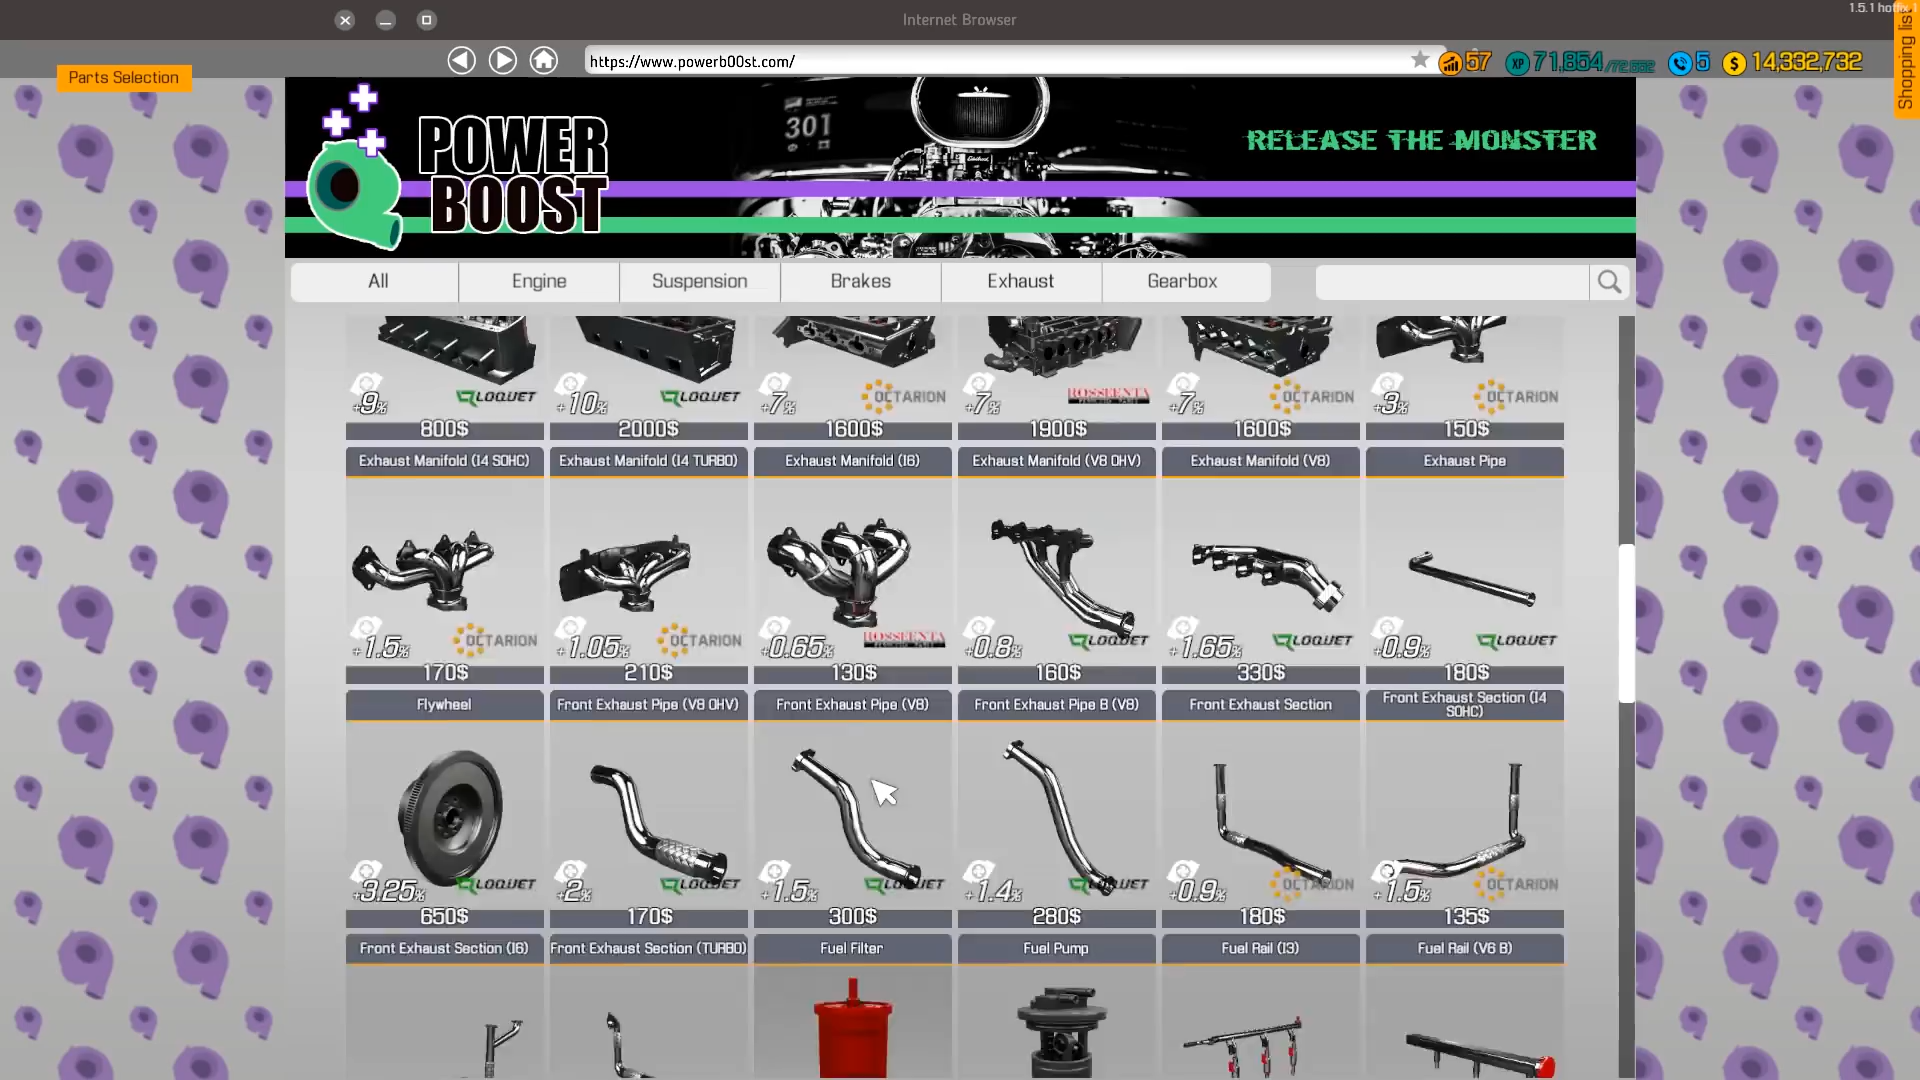 Internet Browser
1.5.1 hotfix 1
Shopping list
Parts Selection
https://www.powerb00st.com/
57
XP 71,854
5
$ 14,332,732
POWER
BOOST
301
RELEASE THE MONSTER
All
Engine
Suspension
Brakes
Exhaust
Gearbox
+9% LOQUET
+10% LOQUET
+7% OCTARION
+7% ROSSFENTA
+7% OCTARION
+3% OCTARION
800$
2000$
1600$
1900$
1600$
150$
Exhaust Manifold (I4 SOHC)
Exhaust Manifold (I4 TURBO)
Exhaust Manifold (I6)
Exhaust Manifold (V8 OHV)
Exhaust Manifold (V8)
Exhaust Pipe
+1.5% OCTARION
+1.05% OCTARION
+0.65% ROSSFENTA
+0.8% LOQUET
+1.65% LOQUET
+0.9% LOQUET
170$
210$
130$
160$
330$
180$
Flywheel
Front Exhaust Pipe (V8 OHV)
Front Exhaust Pipe (V8)
Front Exhaust Pipe B (V8)
Front Exhaust Section
Front Exhaust Section (I4
SOHC)
+3.25% LOQUET
+2% LOQUET
+1.5% LOQUET
+1.4% LOQUET
+0.9% OCTARION
+1.5% OCTARION
650$
170$
300$
280$
180$
135$
Front Exhaust Section (I6)
Front Exhaust Section (TURBO)
Fuel Filter
Fuel Pump
Fuel Rail (I3)
Fuel Rail (V6 B)